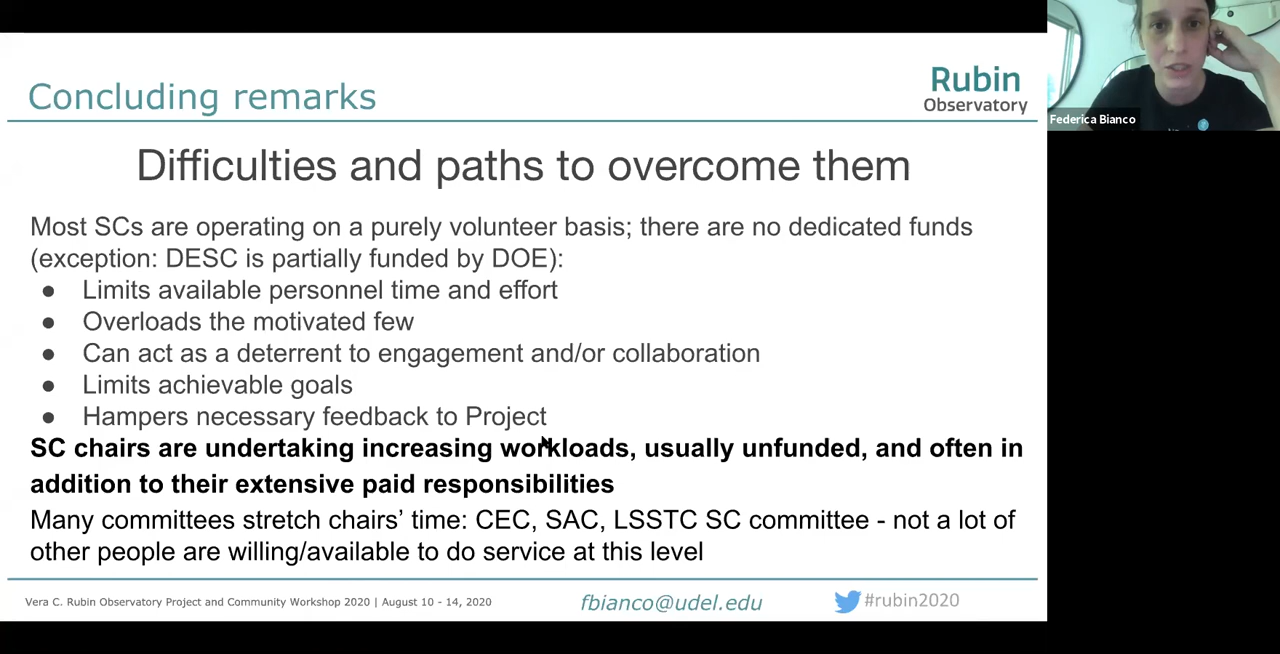 Concluding remarks
Rubin
Observatory
Federica Bianco
Difficulties and paths to overcome them
Most SCs are operating on a purely volunteer basis; there are no dedicated funds
(exception: DESC is partially funded by DOE):
● Limits available personnel time and effort
● Overloads the motivated few
● Can act as a deterrent to engagement and/or collaboration
● Limits achievable goals
● Hampers necessary feedback to Project
SC chairs are undertaking increasing workloads, usually unfunded, and often in
addition to their extensive paid responsibilities
Many committees stretch chairs’ time: CEC, SAC, LSSTC SC committee - not a lot of
other people are willing/available to do service at this level
Vera C. Rubin Observatory Project and Community Workshop 2020 | August 10 - 14, 2020
fbianco@udel.edu
#rubin2020